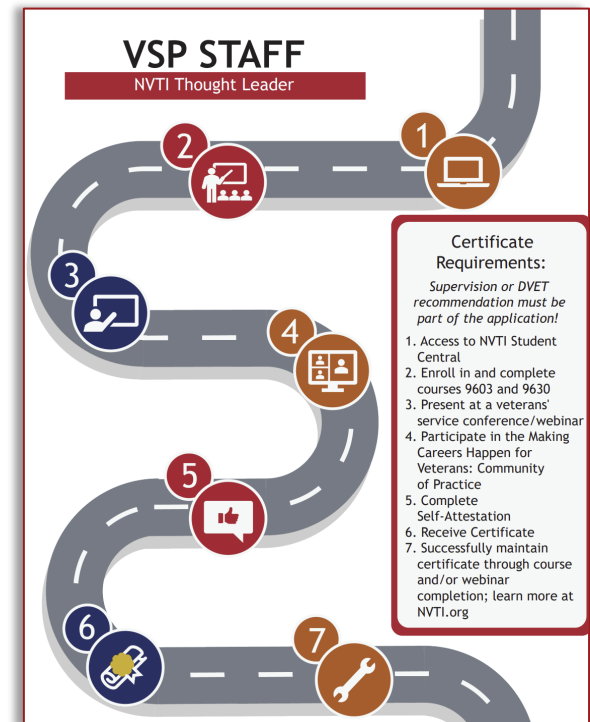 VSP STAFF
NVTI Thought Leader
1
2
3
4
5
6
7
Certificate
Requirements:
Supervision or DVET
recommendation must be
part of the application!
1. Access to NVTI Student
Central
2. Enroll in and complete
courses 9603 and 9630
3. Present at a veterans'
service conference/webinar
4. Participate in the Making
Careers Happen for
Veterans: Community
of Practice
5. Complete
Self-Attestation
6. Receive Certificate
7. Successfully maintain
certificate through course
and/or webinar
completion; learn more at
NVTI.org